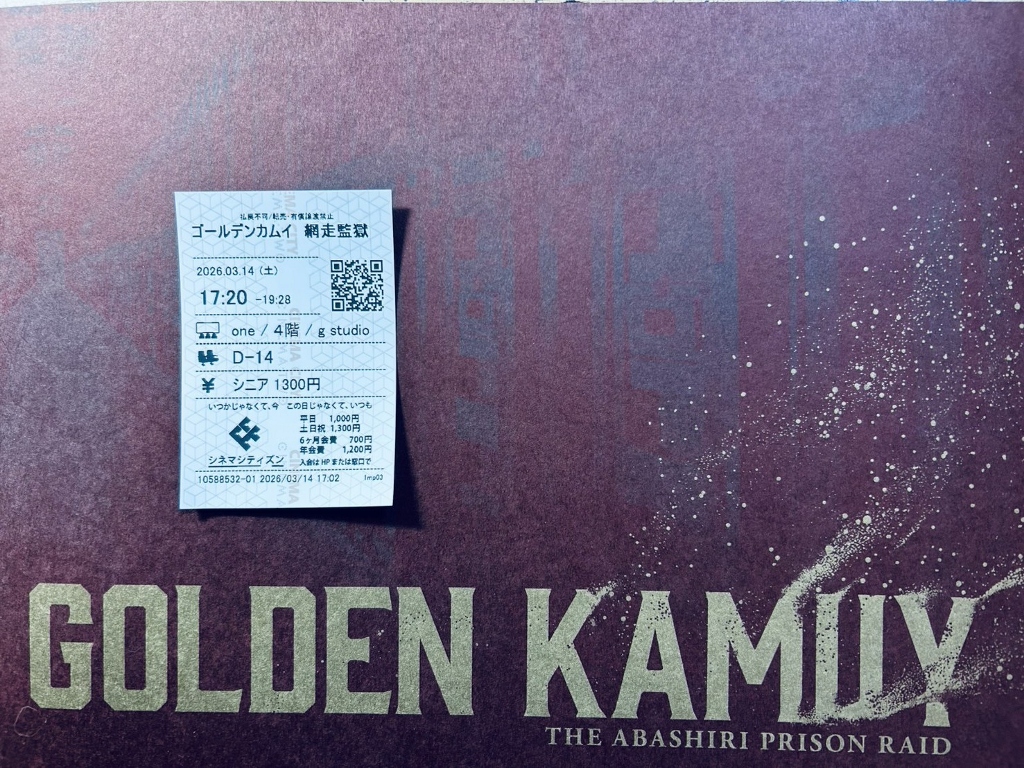 払戻不可/転売・有償譲渡禁止
ゴールデンカムイ 網走監獄
2026.03.14 (土)
17:20 -19:28
one / 4階 / g studio
D-14
¥ シニア 1300円
いつかじゃなくて、今 この日じゃなくて、いつも
平日 1,000円
土日祝 1,300円
6ヶ月会費 700円
年会費 1,200円
シネマシティズン
入会はHPまたは窓口で
10588532-01 2026/03/14 17:02 1mp03
GOLDEN KAMUY
THE ABASHIRI PRISON RAID